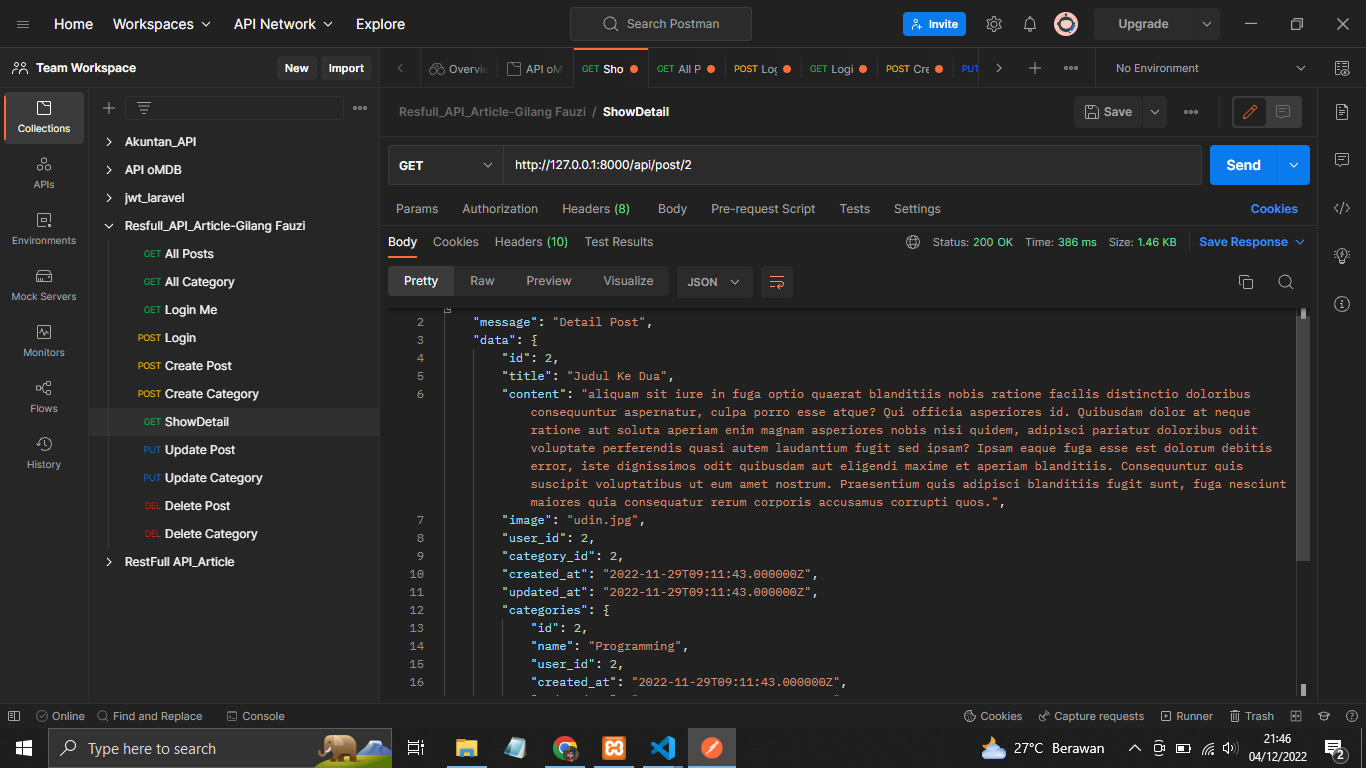 Home Workspaces API Network Explore Search Postman Invite Upgrade
Team Workspace New Import Overvie API oM GET Sho GET All P POST Log GET Logi POST Cre PUT No Environment
Collections
APIs
Environments
Mock Servers
Monitors
Flows
History
Akuntan_API
API oMDB
jwt_laravel
Resfull_API_Article-Gilang Fauzi
GET All Posts
GET All Category
GET Login Me
POST Login
POST Create Post
POST Create Category
GET ShowDetail
PUT Update Post
PUT Update Category
DEL Delete Post
DEL Delete Category
RestFull API_Article
Resfull_API_Article-Gilang Fauzi / ShowDetail Save
GET http://127.0.0.1:8000/api/post/2 Send
Params Authorization Headers (8) Body Pre-request Script Tests Settings Cookies
Body Cookies Headers (10) Test Results Status: 200 OK Time: 386 ms Size: 1.46 KB Save Response
Pretty Raw Preview Visualize JSON
2 "message": "Detail Post",
3 "data": {
4 "id": 2,
5 "title": "Judul Ke Dua",
6 "content": "aliquam sit iure in fuga optio quaerat blanditiis nobis ratione facilis distinctio doloribus
consequuntur aspernatur, culpa porro esse atque? Qui officia asperiores id. Quibusdam dolor at neque
ratione aut soluta aperiam enim magnam asperiores nobis nisi quidem, adipisci pariatur doloribus odit
voluptate perferendis quasi autem laudantium fugit sed ipsam? Ipsam eaque fuga esse est dolorum debitis
error, iste dignissimos odit quibusdam aut eligendi maxime et aperiam blanditiis. Consequuntur quis
suscipit voluptatibus ut eum amet nostrum. Praesentium quis adipisci blanditiis fugit sunt, fuga nesciunt
maiores quia consequatur rerum corporis accusamus corrupti quos.",
7 "image": "udin.jpg",
8 "user_id": 2,
9 "category_id": 2,
10 "created_at": "2022-11-29T09:11:43.000000Z",
11 "updated_at": "2022-11-29T09:11:43.000000Z",
12 "categories": {
13 "id": 2,
14 "name": "Programming",
15 "user_id": 2,
16 "created_at": "2022-11-29T09:11:43.000000Z",
Online Find and Replace Console Cookies Capture requests Runner Trash
Type here to search 27°C Berawan 21:46
04/12/2022 2